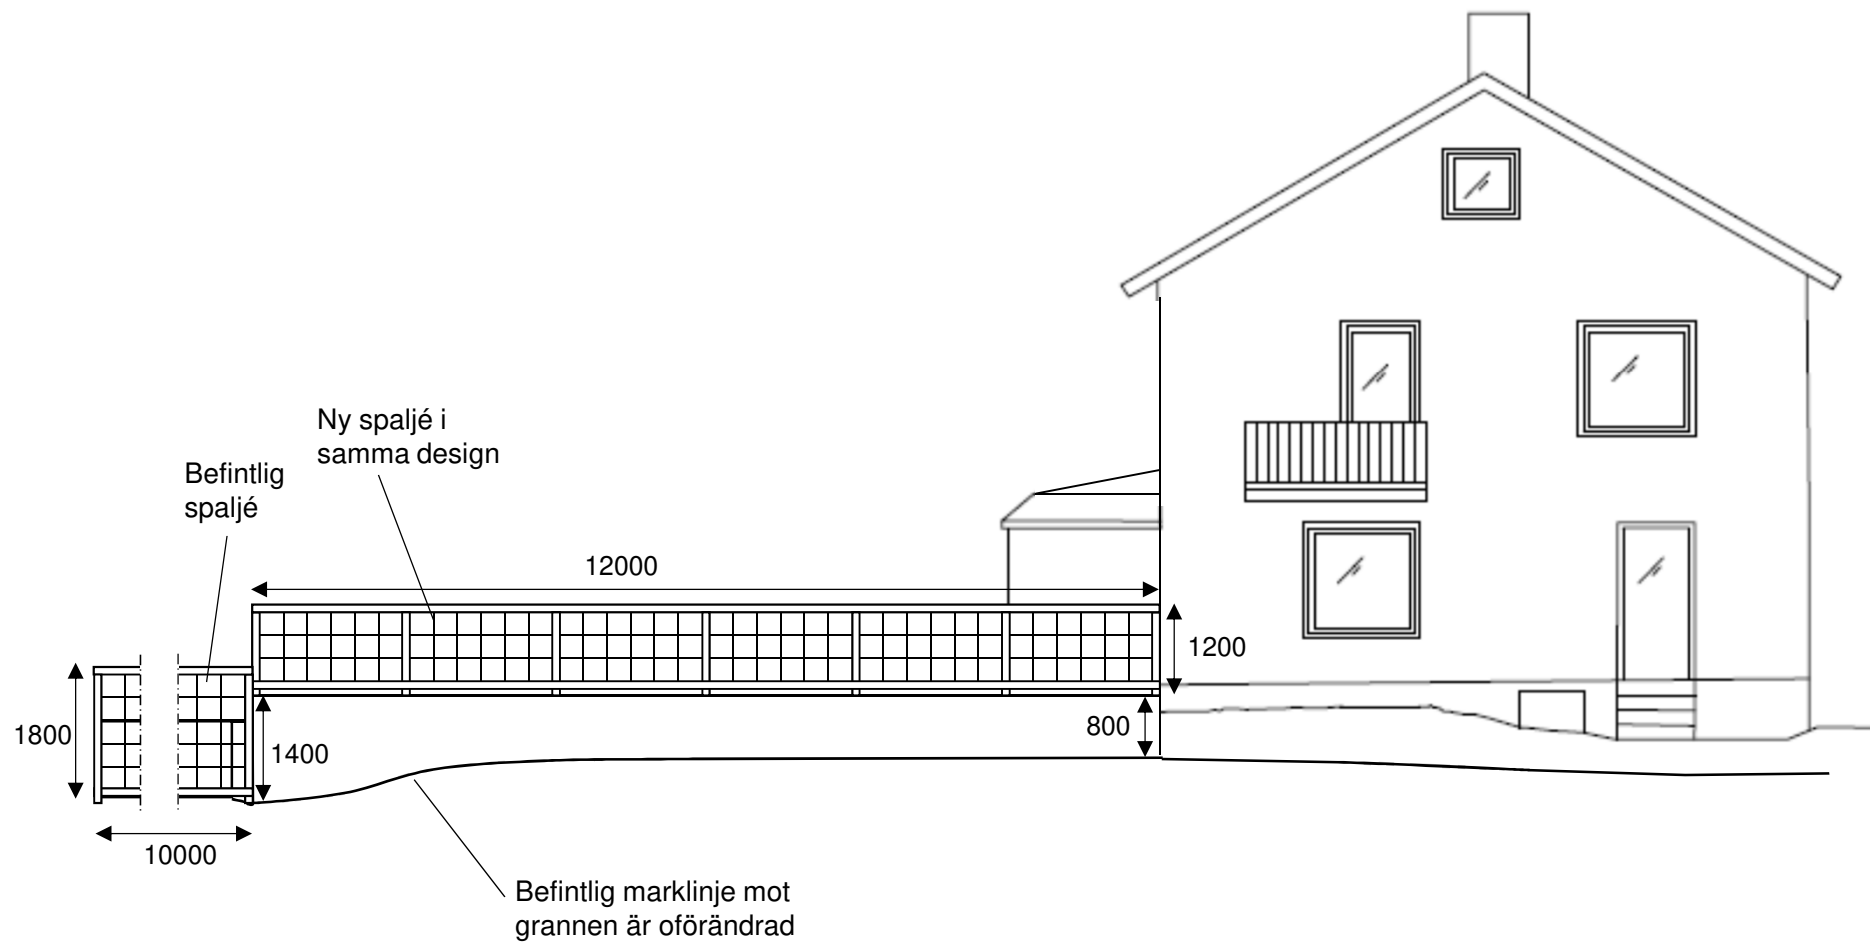 Ny spaljé i
samma design
Befintlig
spaljé
12000
1200
1800
1400
800
10000
Befintlig marklinje mot
grannen är oförändrad